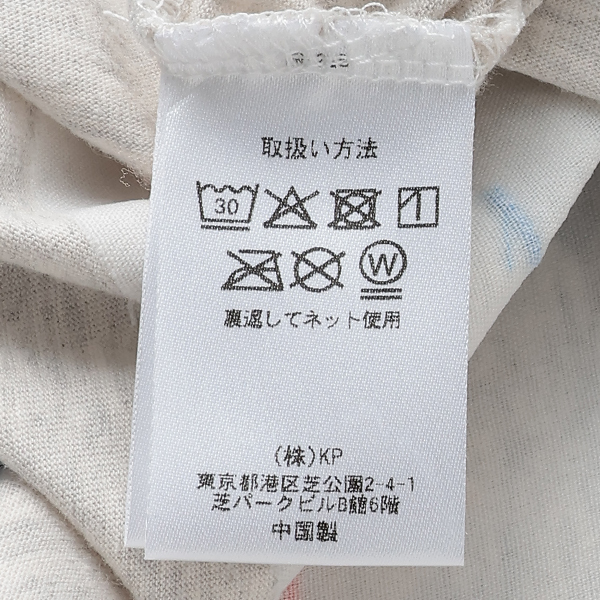 取扱い方法
30
W
裏返してネット使用
(株)KP
東京都港区芝公園2-4-1
芝パークビルB館6階
中国製